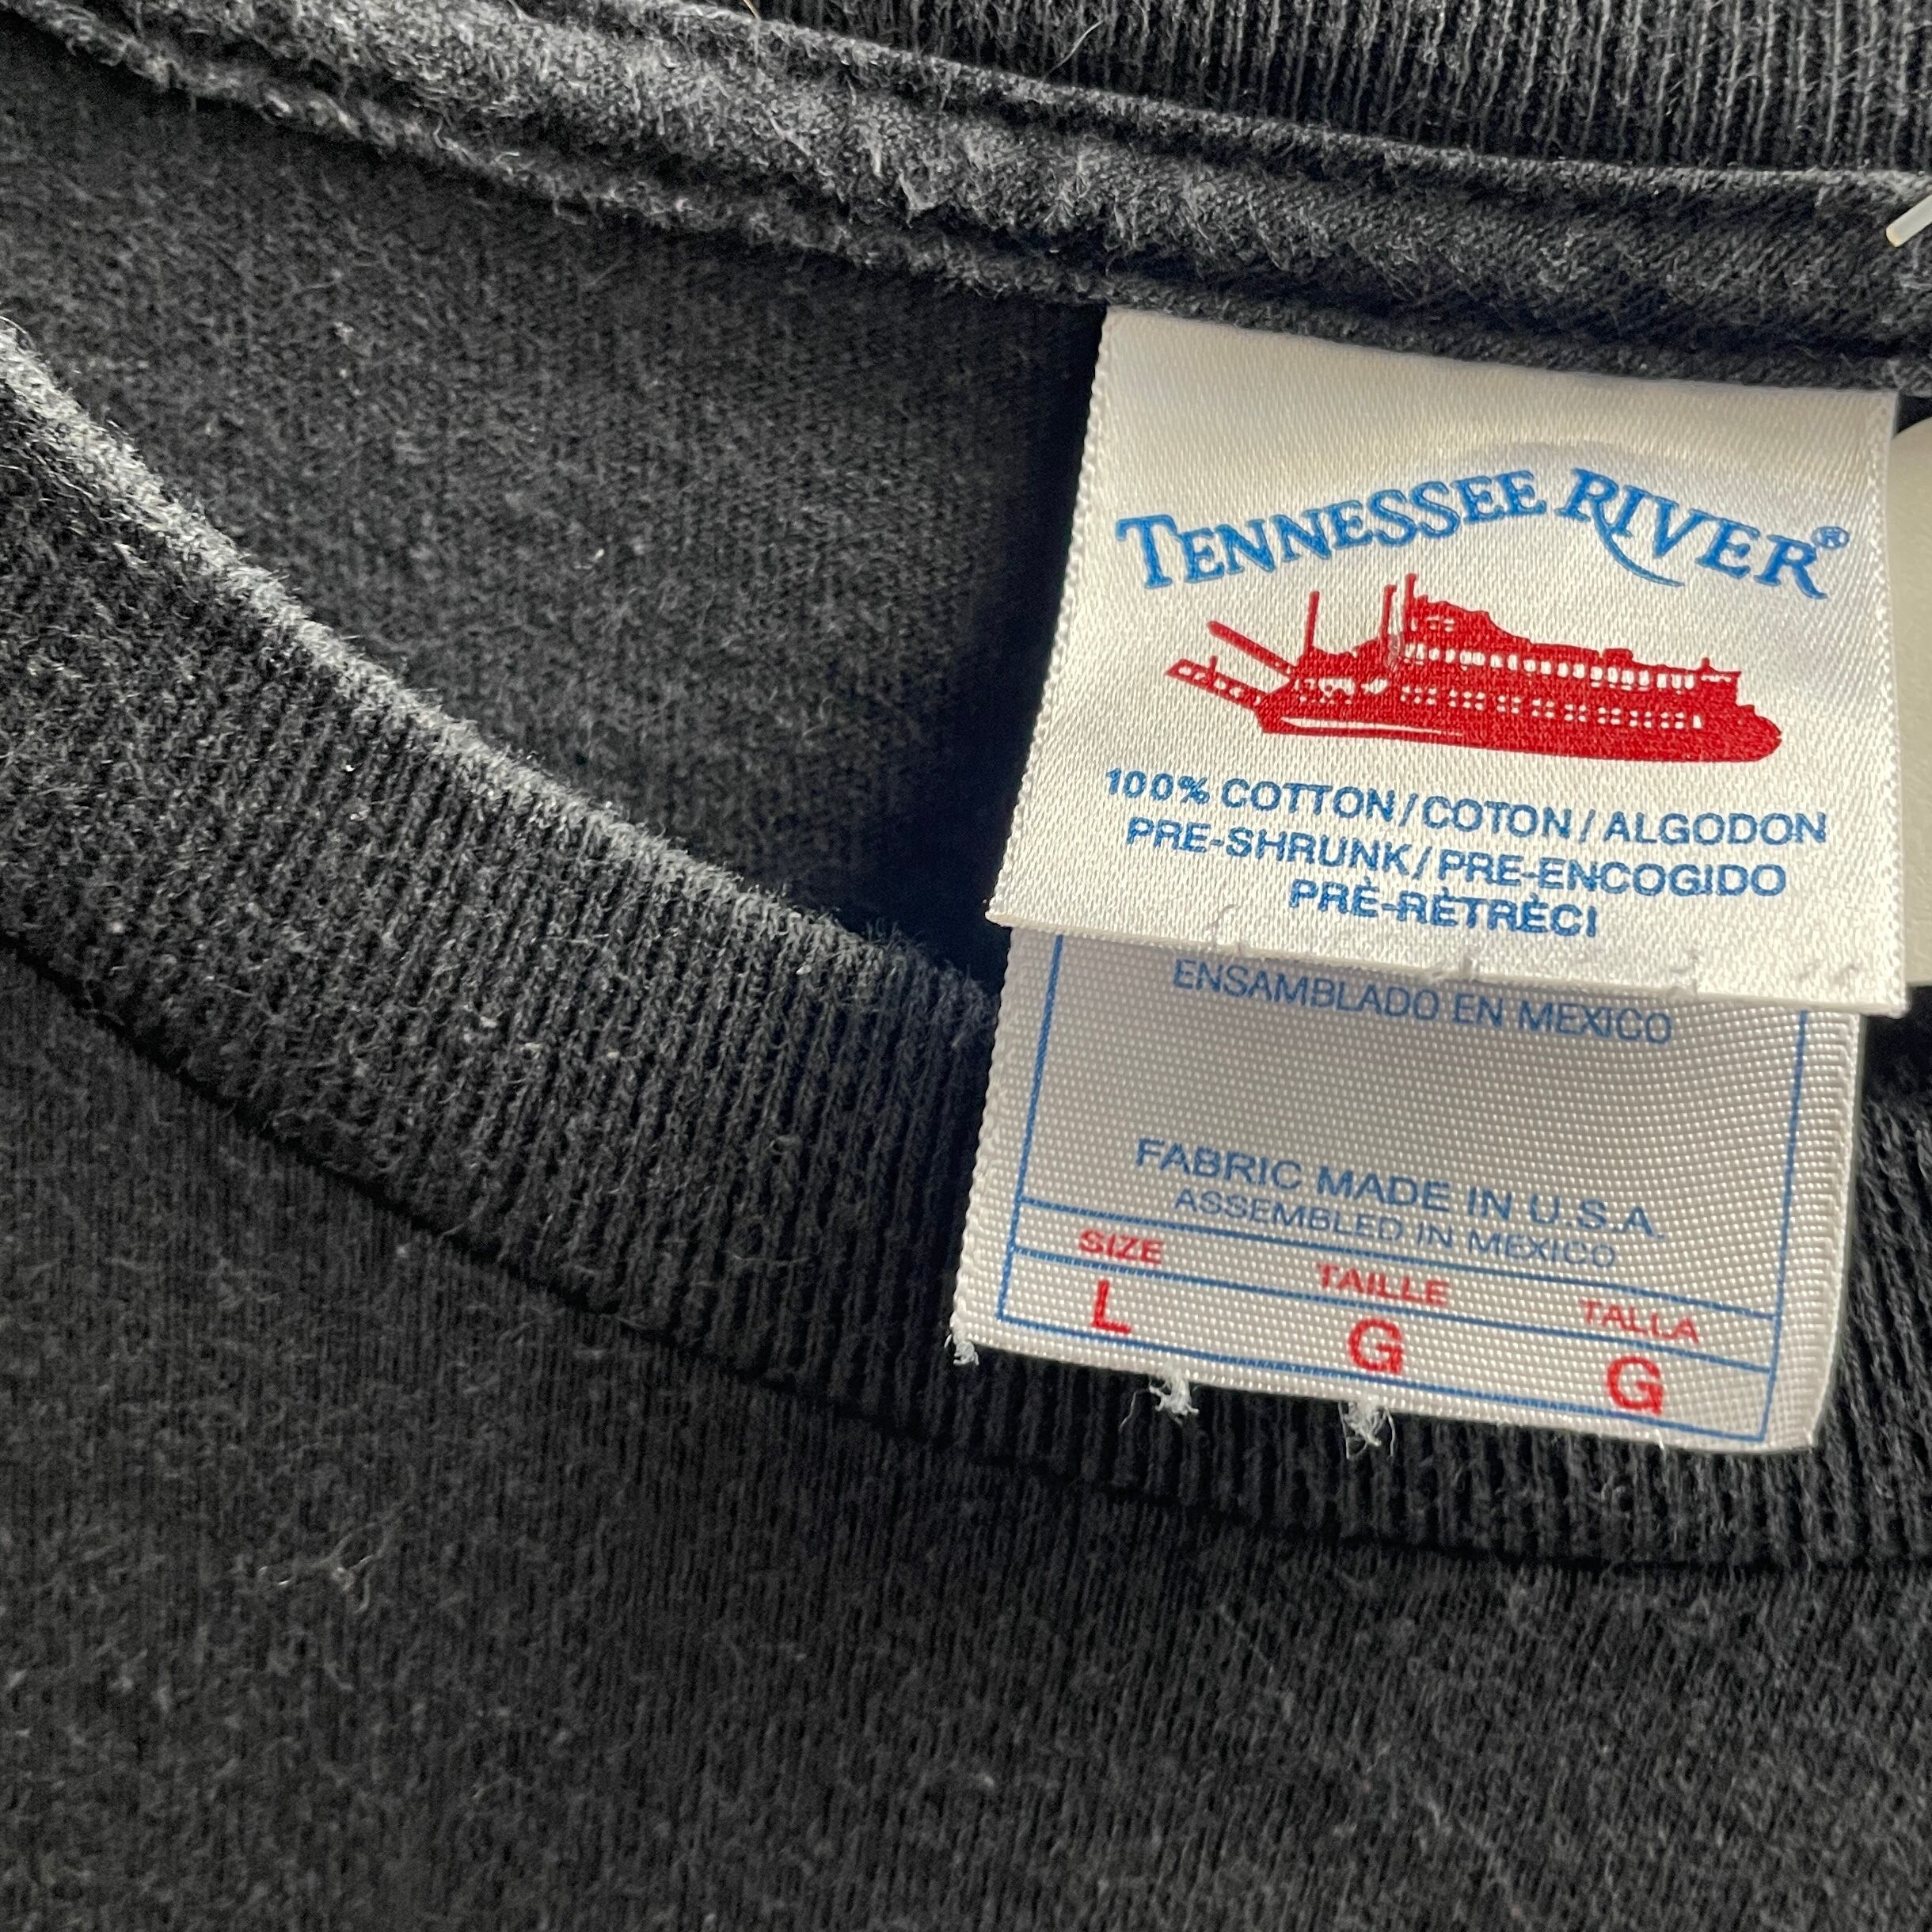 TENNESSEE RIVER®
100% COTTON/COTON/ALGODON
PRE-SHRUNK/PRE-ENCOGIDO
PRÈ-RÈTRÈCI
ENSAMBLADO EN MEXICO
FABRIC MADE IN U.S.A.
ASSEMBLED IN MEXICO
SIZE TAILLE TALLA
L G G